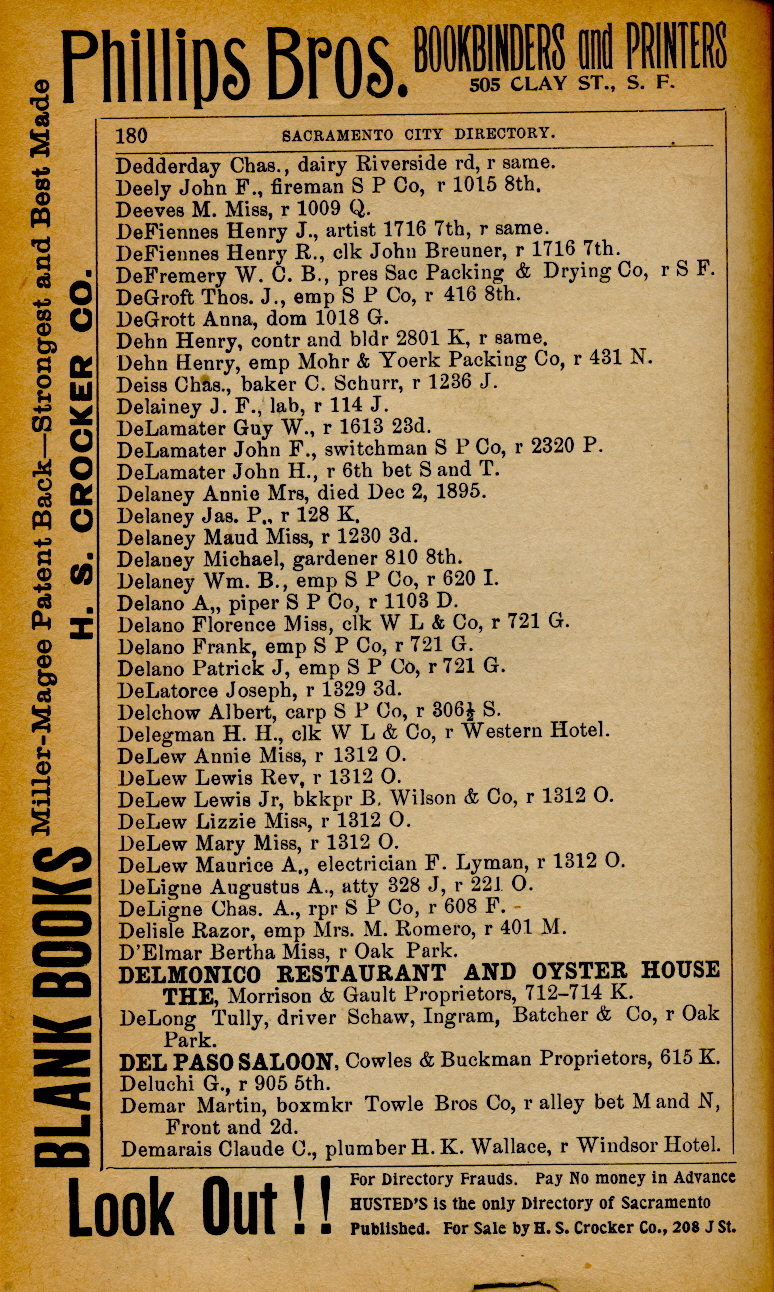 Phillips Bros. BOOKBINDERS and PRINTERS
505 CLAY ST., S. F.
BLANK BOOKS Miller-Magee Patent Back—Strongest and Best Made
H. S. CROCKER CO.
180 SACRAMENTO CITY DIRECTORY.
Dedderday Chas., dairy Riverside rd, r same.
Deely John F., fireman S P Co, r 1015 8th.
Deeves M. Miss, r 1009 Q.
DeFiennes Henry J., artist 1716 7th, r same.
DeFiennes Henry R., clk John Breuner, r 1716 7th.
DeFremery W. C. B., pres Sac Packing & Drying Co, r S F.
DeGroft Thos. J., emp S P Co, r 416 8th.
DeGrott Anna, dom 1018 G.
Dehn Henry, contr and bldr 2801 K, r same.
Dehn Henry, emp Mohr & Yoerk Packing Co, r 431 N.
Deiss Chas., baker C. Schurr, r 1236 J.
Delainey J. F., lab, r 114 J.
DeLamater Guy W., r 1613 23d.
DeLamater John F., switchman S P Co, r 2320 P.
DeLamater John H., r 6th bet S and T.
Delaney Annie Mrs, died Dec 2, 1895.
Delaney Jas. P., r 128 K.
Delaney Maud Miss, r 1230 3d.
Delaney Michael, gardener 810 8th.
Delaney Wm. B., emp S P Co, r 620 I.
Delano A,, piper S P Co, r 1103 D.
Delano Florence Miss, clk W L & Co, r 721 G.
Delano Frank, emp S P Co, r 721 G.
Delano Patrick J, emp S P Co, r 721 G.
DeLatorce Joseph, r 1329 3d.
Delchow Albert, carp S P Co, r 306½ S.
Delegman H. H., clk W L & Co, r Western Hotel.
DeLew Annie Miss, r 1312 O.
DeLew Lewis Rev, r 1312 O.
DeLew Lewis Jr, bkkpr B. Wilson & Co, r 1312 O.
DeLew Lizzie Miss, r 1312 O.
DeLew Mary Miss, r 1312 O.
DeLew Maurice A., electrician F. Lyman, r 1312 O.
DeLigne Augustus A., atty 328 J, r 221 O.
DeLigne Chas. A., rpr S P Co, r 608 F.
Delisle Razor, emp Mrs. M. Romero, r 401 M.
D'Elmar Bertha Miss, r Oak Park.
DELMONICO RESTAURANT AND OYSTER HOUSE
THE, Morrison & Gault Proprietors, 712–714 K.
DeLong Tully, driver Schaw, Ingram, Batcher & Co, r Oak
Park.
DEL PASO SALOON, Cowles & Buckman Proprietors, 615 K.
Deluchi G., r 905 5th.
Demar Martin, boxmkr Towle Bros Co, r alley bet M and N,
Front and 2d.
Demarais Claude C., plumber H. K. Wallace, r Windsor Hotel.
Look Out!!
For Directory Frauds. Pay No money in Advance
HUSTED'S is the only Directory of Sacramento
Published. For Sale by H. S. Crocker Co., 208 J St.